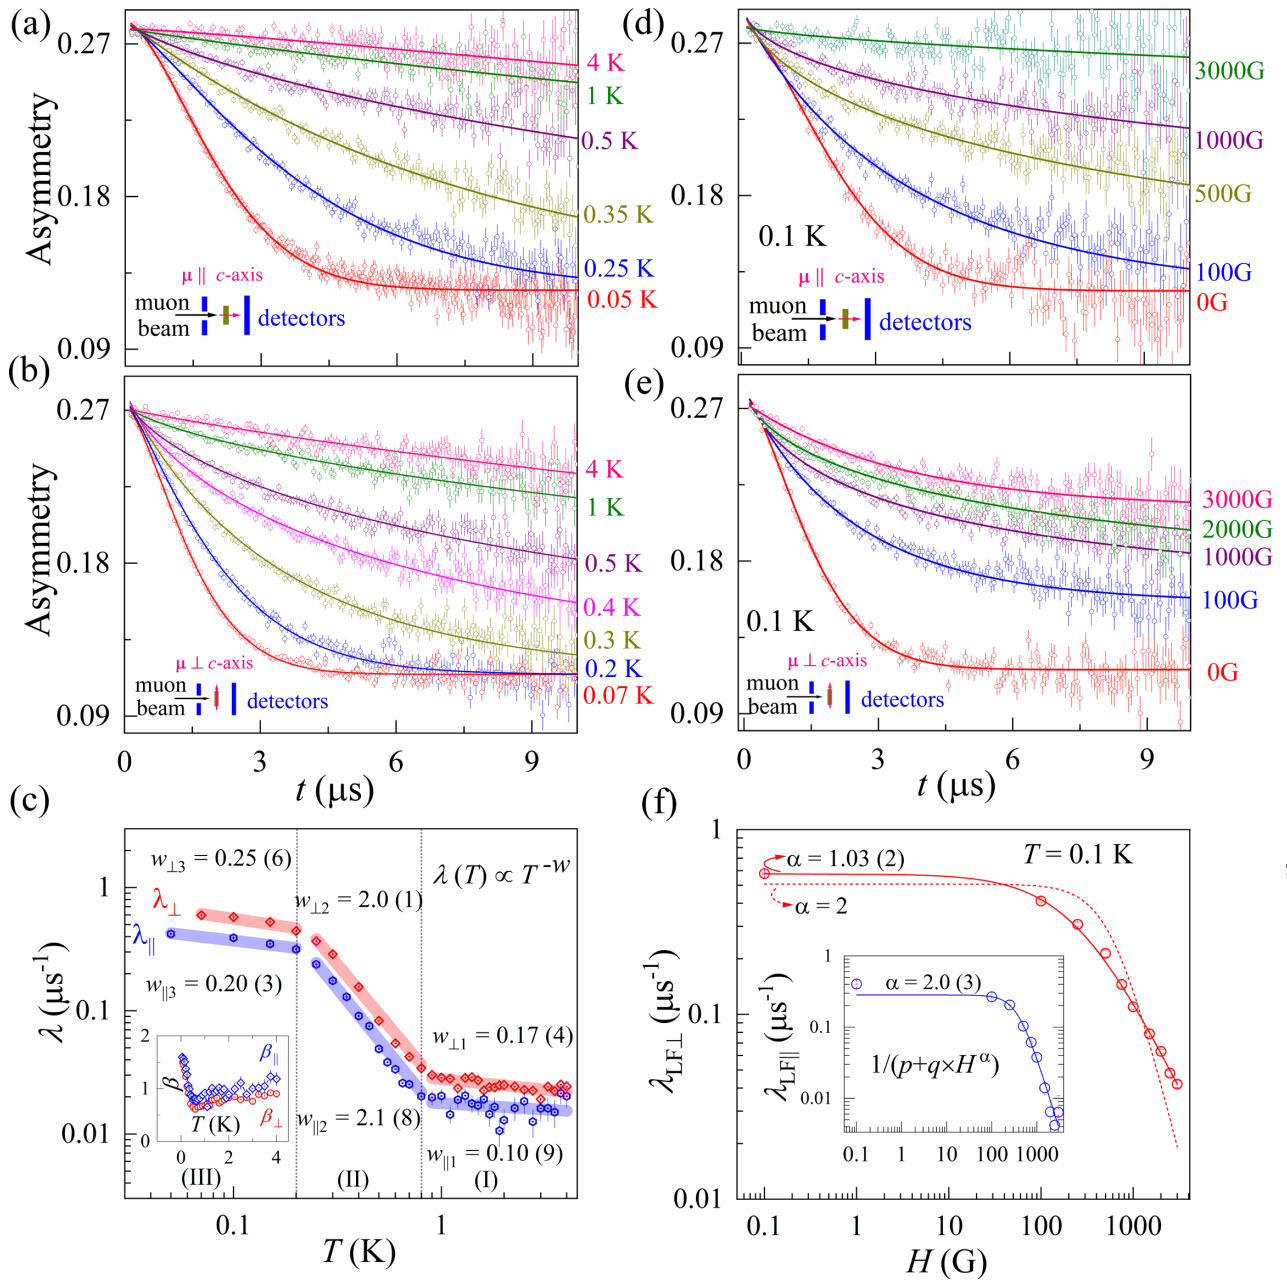 (a)
Asymmetry
0.27
0.18
0.09
4 K
1 K
0.5 K
0.35 K
0.25 K
0.05 K
μ || c-axis
muon
beam
detectors
(b)
Asymmetry
0.27
0.18
0.09
4 K
1 K
0.5 K
0.4 K
0.3 K
0.2 K
0.07 K
μ ⊥ c-axis
muon
beam
detectors
0 3 6 9
t (μs)
(c)
λ (μs⁻¹)
1
0.1
0.01
w⊥3 = 0.25 (6)
w⊥2 = 2.0 (1)
λ (T) ∝ T⁻ʷ
λ⊥
λ||
w||3 = 0.20 (3)
w⊥1 = 0.17 (4)
w||2 = 2.1 (8)
w||1 = 0.10 (9)
2
1
0
β
β||
β⊥
T (K)
0 2 4
(III) (II) (I)
0.1 1
T (K)
(d)
0.27
0.18
0.09
3000G
1000G
500G
100G
0G
0.1 K
μ || c-axis
muon
beam
detectors
(e)
0.27
0.18
0.09
3000G
2000G
1000G
100G
0G
0.1 K
μ ⊥ c-axis
muon
beam
detectors
0 3 6 9
t (μs)
(f)
λLF⊥ (μs⁻¹)
1
0.1
0.01
α = 1.03 (2)
T = 0.1 K
α = 2
λLF|| (μs⁻¹)
0.1
0.01
α = 2.0 (3)
1/(p+q×Hᵅ)
0.1 1 10 100 1000
0.1 1 10 100 1000
H (G)